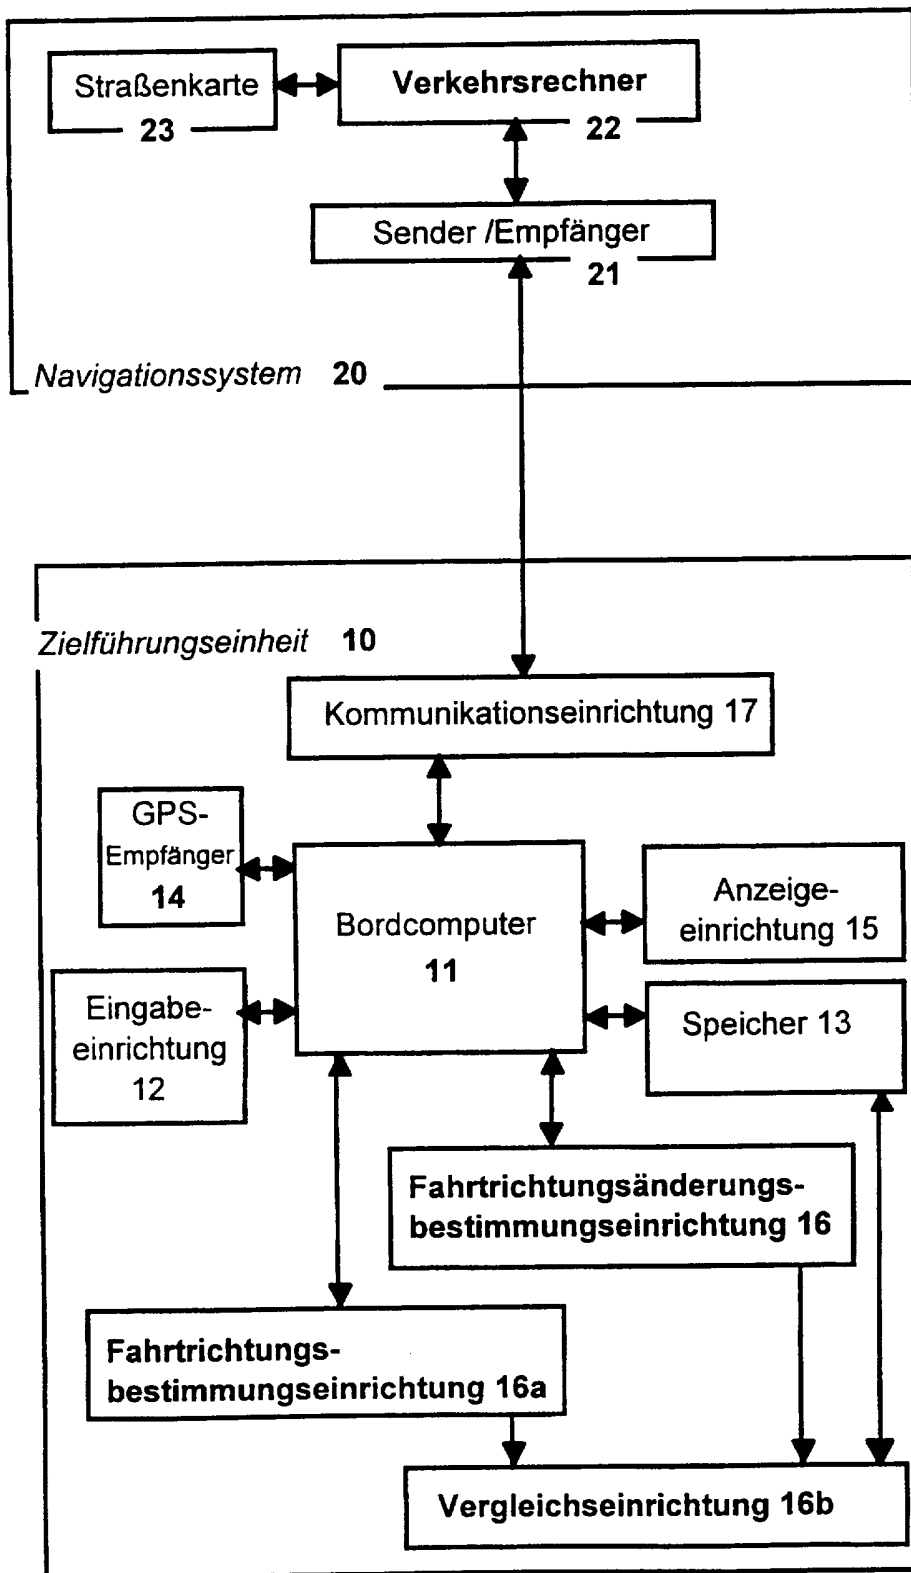 Straßenkarte
23
Verkehrsrechner
22
Sender /Empfänger
21
Navigationssystem 20
Zielführungseinheit 10
Kommunikationseinrichtung 17
GPS-
Empfänger
14
Bordcomputer
11
Anzeige-
einrichtung 15
Eingabe-
einrichtung
12
Speicher 13
Fahrtrichtungsänderungs-
bestimmungseinrichtung 16
Fahrtrichtungs-
bestimmungseinrichtung 16a
Vergleichseinrichtung 16b